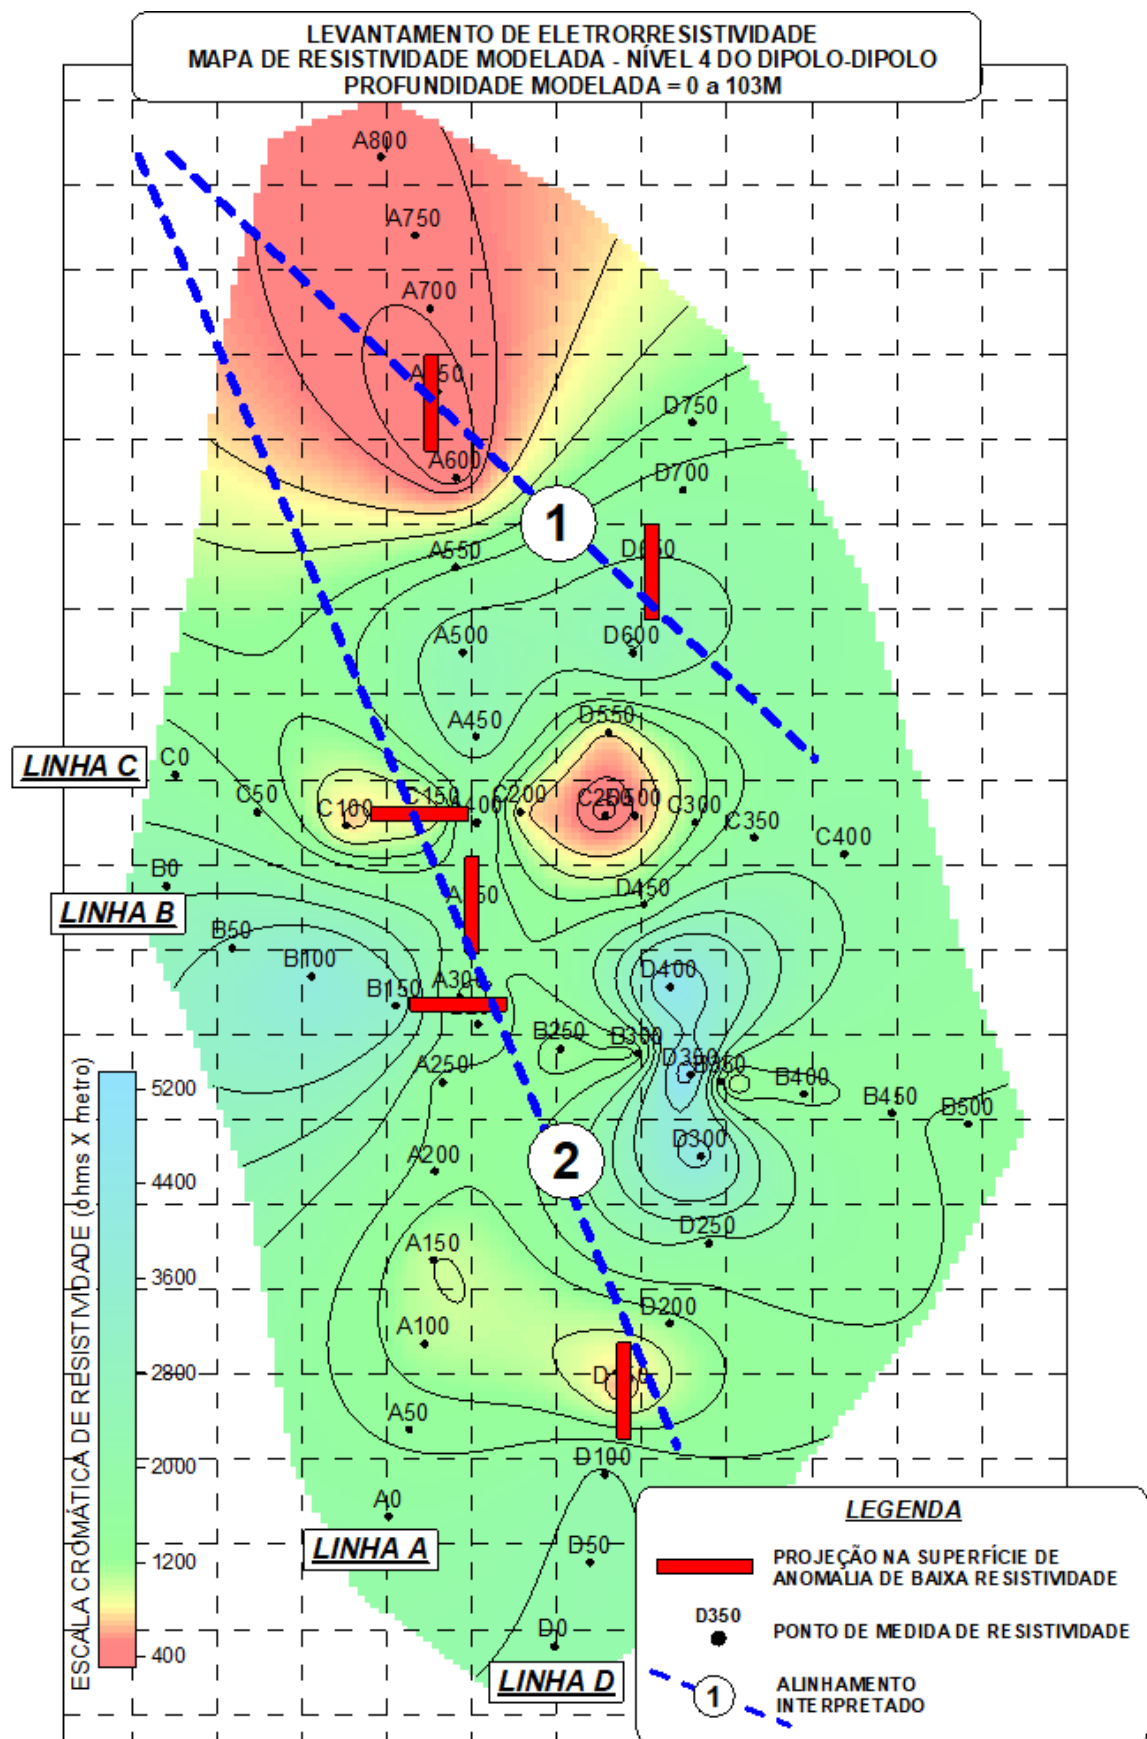 LEVANTAMENTO DE ELETRORRESISTIVIDADE
MAPA DE RESISTIVIDADE MODELADA - NÍVEL 4 DO DIPOLO-DIPOLO
PROFUNDIDADE MODELADA = 0 a 103M
A800
A750
A700
D750
A600
D700
1
A550
A500
D600
A450
D550
LINHA C
C0
C50
C100
C150
C200
C250
C300
C350
C400
B0
D450
LINHA B
B50
B100
D400
B150
A300
B250
B300
D350
B350
A250
B400
B450
B500
D300
2
A200
D250
A150
D200
A100
A50
D100
A0
LINHA A
D50
D0
LINHA D
ESCALA CROMÁTICA DE RESISTIVIDADE (ohms X metro)
5200
4400
3600
2800
2000
1200
400
LEGENDA
PROJEÇÃO NA SUPERFÍCIE DE
ANOMALIA DE BAIXA RESISTIVIDADE
D350
PONTO DE MEDIDA DE RESISTIVIDADE
1
ALINHAMENTO
INTERPRETADO